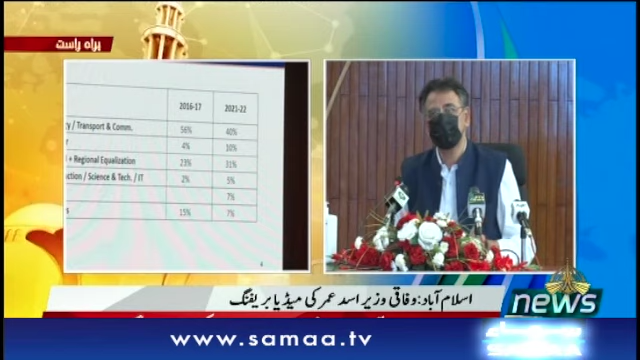 براہ راست
2016-17 2021-22
/ Transport & Comm. 56% 40%
4% 10%
+ Regional Equalization 23% 31%
/ Science & Tech. / IT 2% 5%
7%
15% 7%
اسلام آباد: وفاقی وزیر اسد عمر کی میڈیا بریفنگ
news
www.samaa.tv